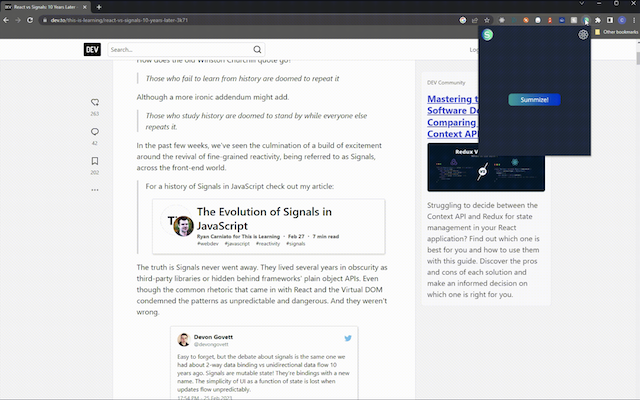 React vs Signals: 10 Years Later
dev.to/this-is-learning/react-vs-signals-10-years-later-3k71
Other bookmarks
DEV
Search...
Log
S
Summize!
How does the old Winston Churchill quote go?
Those who fail to learn from history are doomed to repeat it
Although a more ironic addendum might add.
Those who study history are doomed to stand by while everyone else
repeats it.
In the past few weeks, we've seen the culmination of a build of excitement
around the revival of fine-grained reactivity, being referred to as Signals,
across the front-end world.
For a history of Signals in JavaScript check out my article:
The Evolution of Signals in
JavaScript
Ryan Carniato for This is Learning • Feb 27 • 7 min read
#webdev #javascript #reactivity #signals
The truth is Signals never went away. They lived several years in obscurity as
third-party libraries or hidden behind frameworks' plain object APIs. Even
though the common rhetoric that came in with React and the Virtual DOM
condemned the patterns as unpredictable and dangerous. And they weren't
wrong.
Devon Govett
@devongovett
Easy to forget, but the debate about signals is the same one we
had about 2-way data binding vs unidirectional data flow 10
years ago. Signals are mutable state! They're bindings with a new
name. The simplicity of UI as a function of state is lost when
updates flow unpredictably.
17:54 PM - 25 Feb 2023
263
42
202
DEV Community
Mastering t
Software De
Comparing
Context API
Redux V
VS
Struggling to decide between the
Context API and Redux for state
management in your React
application? Find out which one is
best for you and how to use them
with this guide. Discover the pros
and cons of each solution and
make an informed decision on
which one is right for you.